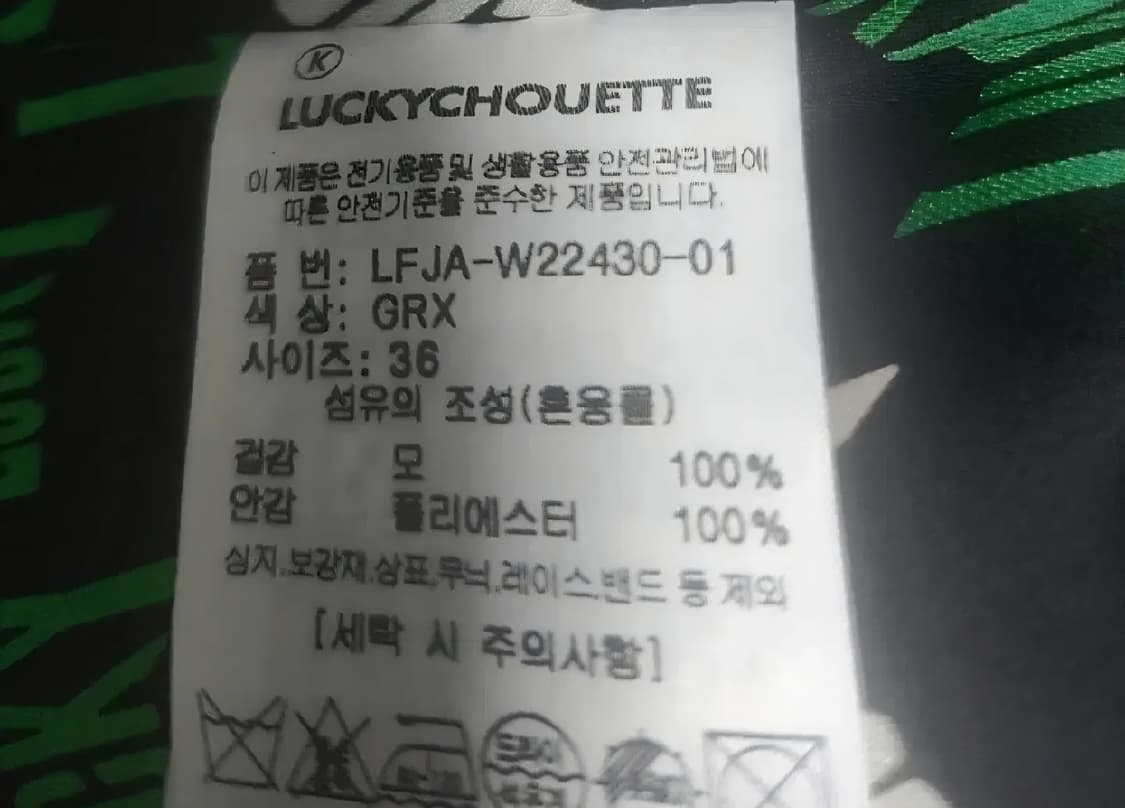 K
LUCKYCHOUETTE
이 제품은 전기용품 및 생활용품 안전관리법에
따른 안전기준을 준수한 제품입니다.
품 번: LFJA-W22430-01
색 상: GRX
사이즈: 36
섬유의 조성(혼용률)
겉감 모 100%
안감 폴리에스터 100%
심지.보강재.상표.무늬.레이스.밴드 등 제외
[세탁 시 주의사항]
드라이